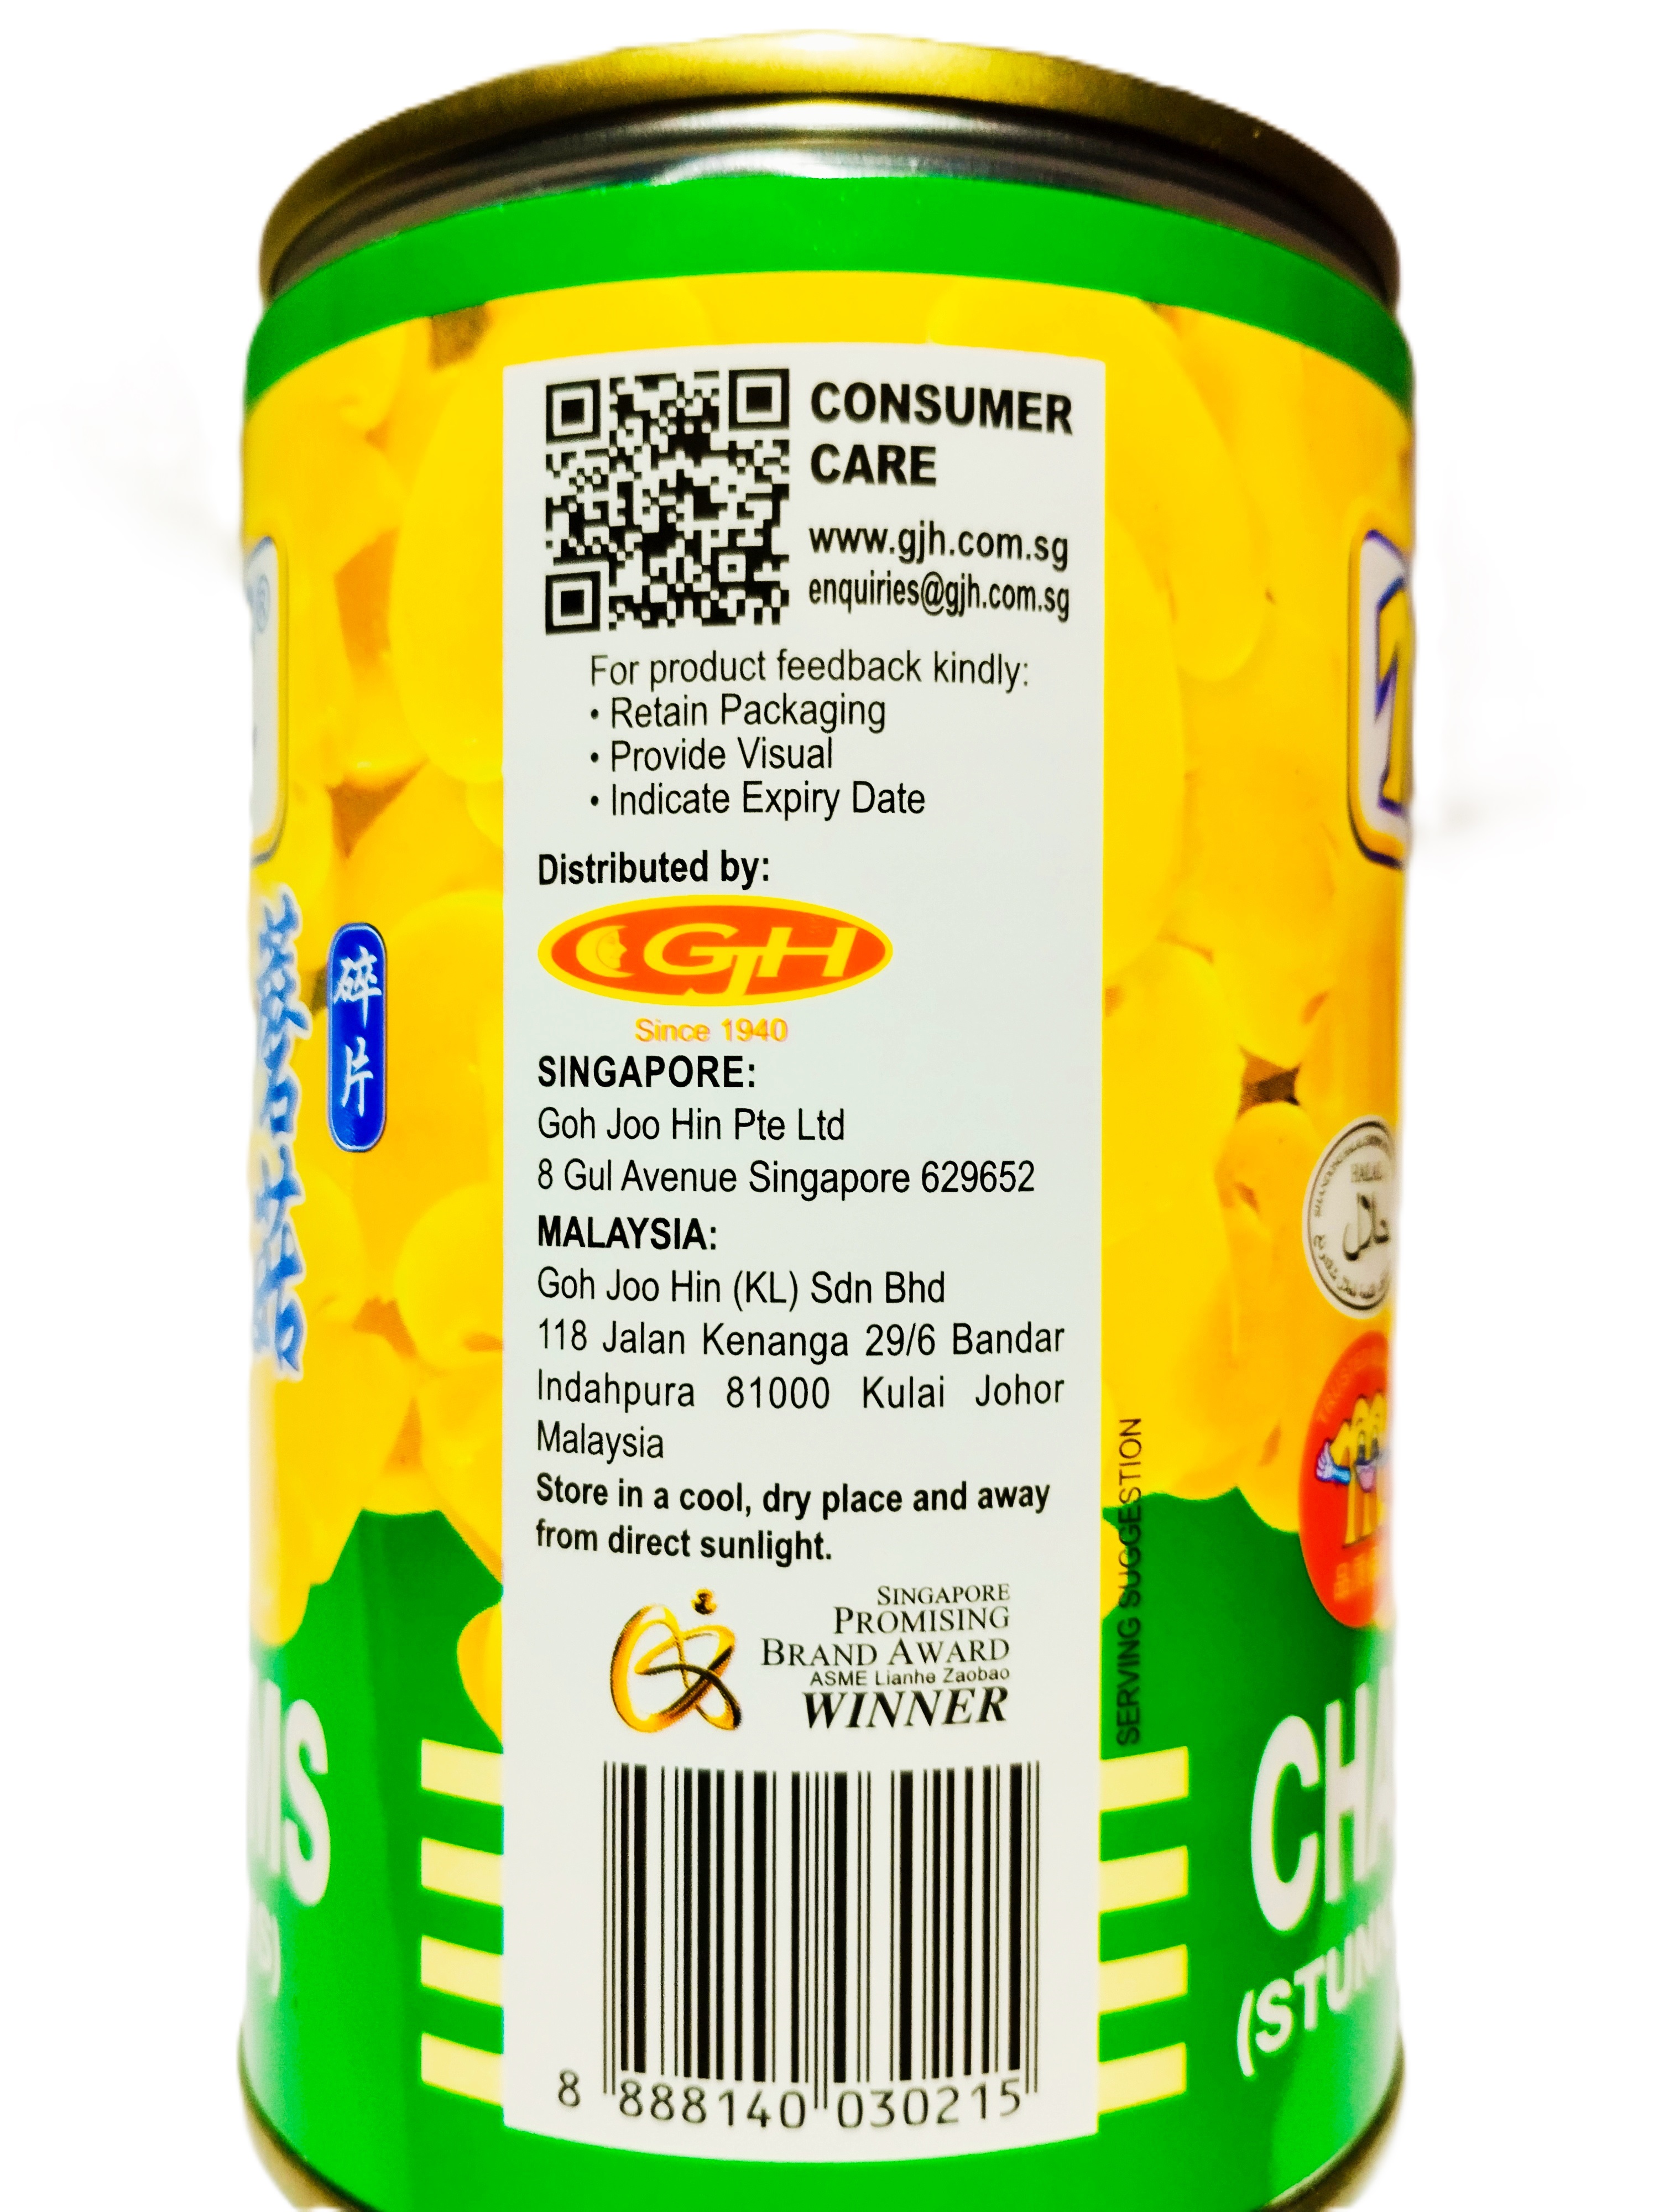 CONSUMER
CARE
www.gjh.com.sg
enquiries@gjh.com.sg
For product feedback kindly:
• Retain Packaging
• Provide Visual
• Indicate Expiry Date
Distributed by:
GJH
Since 1940
SINGAPORE:
Goh Joo Hin Pte Ltd
8 Gul Avenue Singapore 629652
MALAYSIA:
Goh Joo Hin (KL) Sdn Bhd
118 Jalan Kenanga 29/6 Bandar
Indahpura 81000 Kulai Johor
Malaysia
Store in a cool, dry place and away
from direct sunlight.
SINGAPORE
PROMISING
BRAND AWARD
ASME Lianhe Zaobao
WINNER
8 888140 030215
SERVING SUGGESTION
碎片
蘑菇
MS
S)
®
HALAL
حلال
CHA
(STU